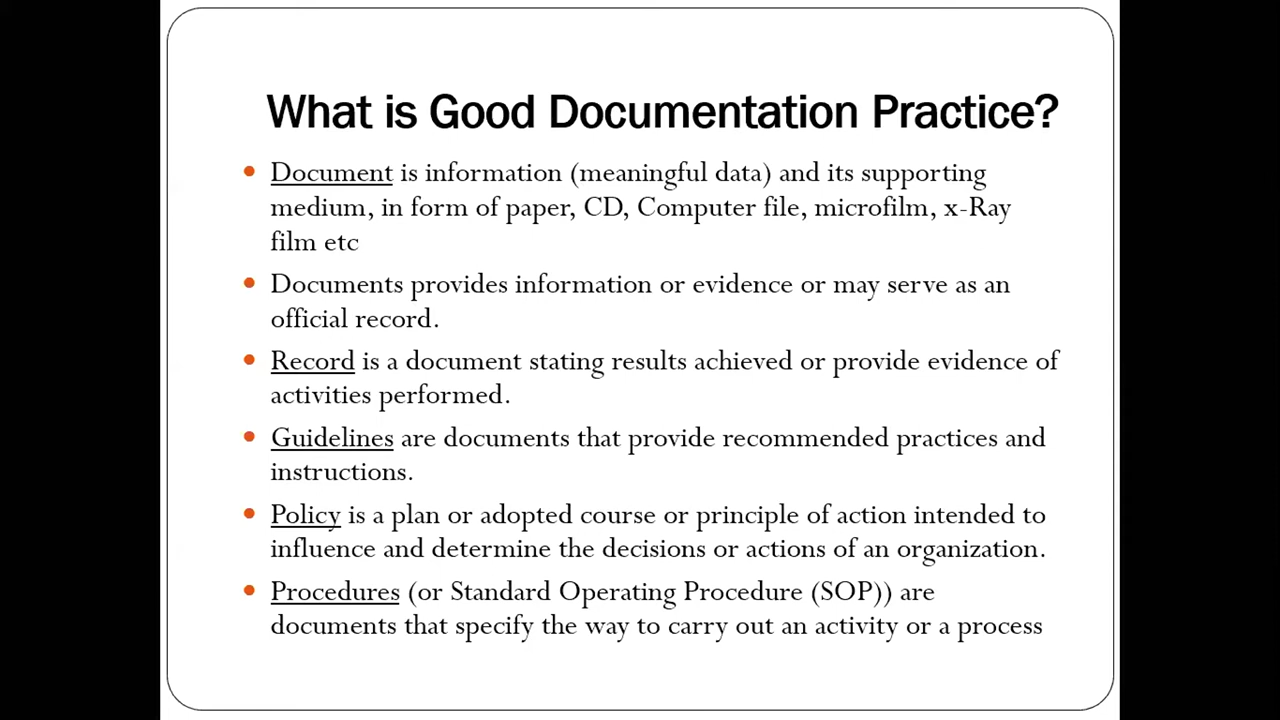 What is Good Documentation Practice?
• Document is information (meaningful data) and its supporting
medium, in form of paper, CD, Computer file, microfilm, x-Ray
film etc
• Documents provides information or evidence or may serve as an
official record.
• Record is a document stating results achieved or provide evidence of
activities performed.
• Guidelines are documents that provide recommended practices and
instructions.
• Policy is a plan or adopted course or principle of action intended to
influence and determine the decisions or actions of an organization.
• Procedures (or Standard Operating Procedure (SOP)) are
documents that specify the way to carry out an activity or a process